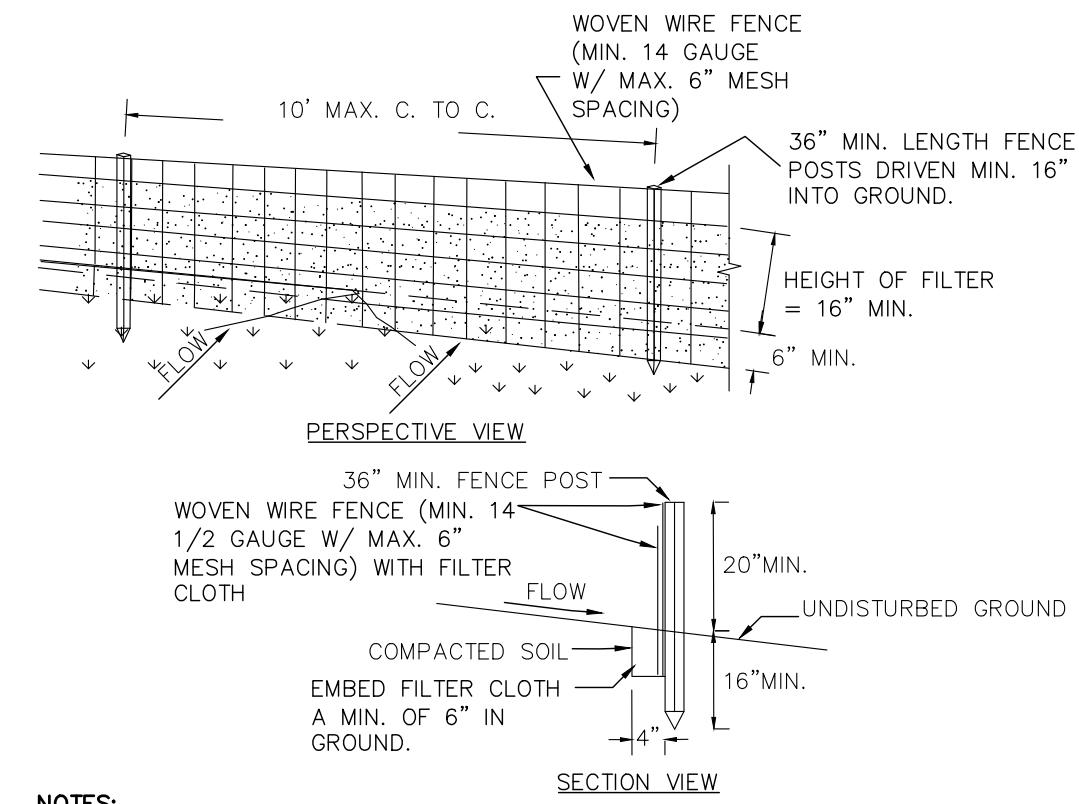 WOVEN WIRE FENCE
(MIN. 14 GAUGE
W/ MAX. 6” MESH
SPACING)
10’ MAX. C. TO C.
36” MIN. LENGTH FENCE
POSTS DRIVEN MIN. 16”
INTO GROUND.
HEIGHT OF FILTER
= 16” MIN.
6” MIN.
FLOW
FLOW
PERSPECTIVE VIEW
36” MIN. FENCE POST
WOVEN WIRE FENCE (MIN. 14
1/2 GAUGE W/ MAX. 6”
MESH SPACING) WITH FILTER
CLOTH
20”MIN.
FLOW
UNDISTURBED GROUND
COMPACTED SOIL
16”MIN.
EMBED FILTER CLOTH
A MIN. OF 6” IN
GROUND.
4”
SECTION VIEW
NOTES: